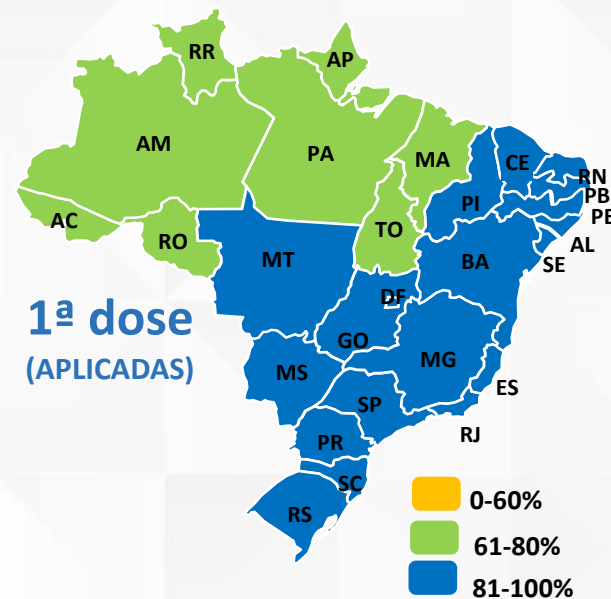 RR
AP
AM
PA
MA
CE
RN
PB
PE
PI
AC
RO
TO
AL
MT
BA
SE
DF
GO
MG
ES
MS
SP
RJ
PR
SC
RS
1ª dose
(APLICADAS)
0-60%
61-80%
81-100%